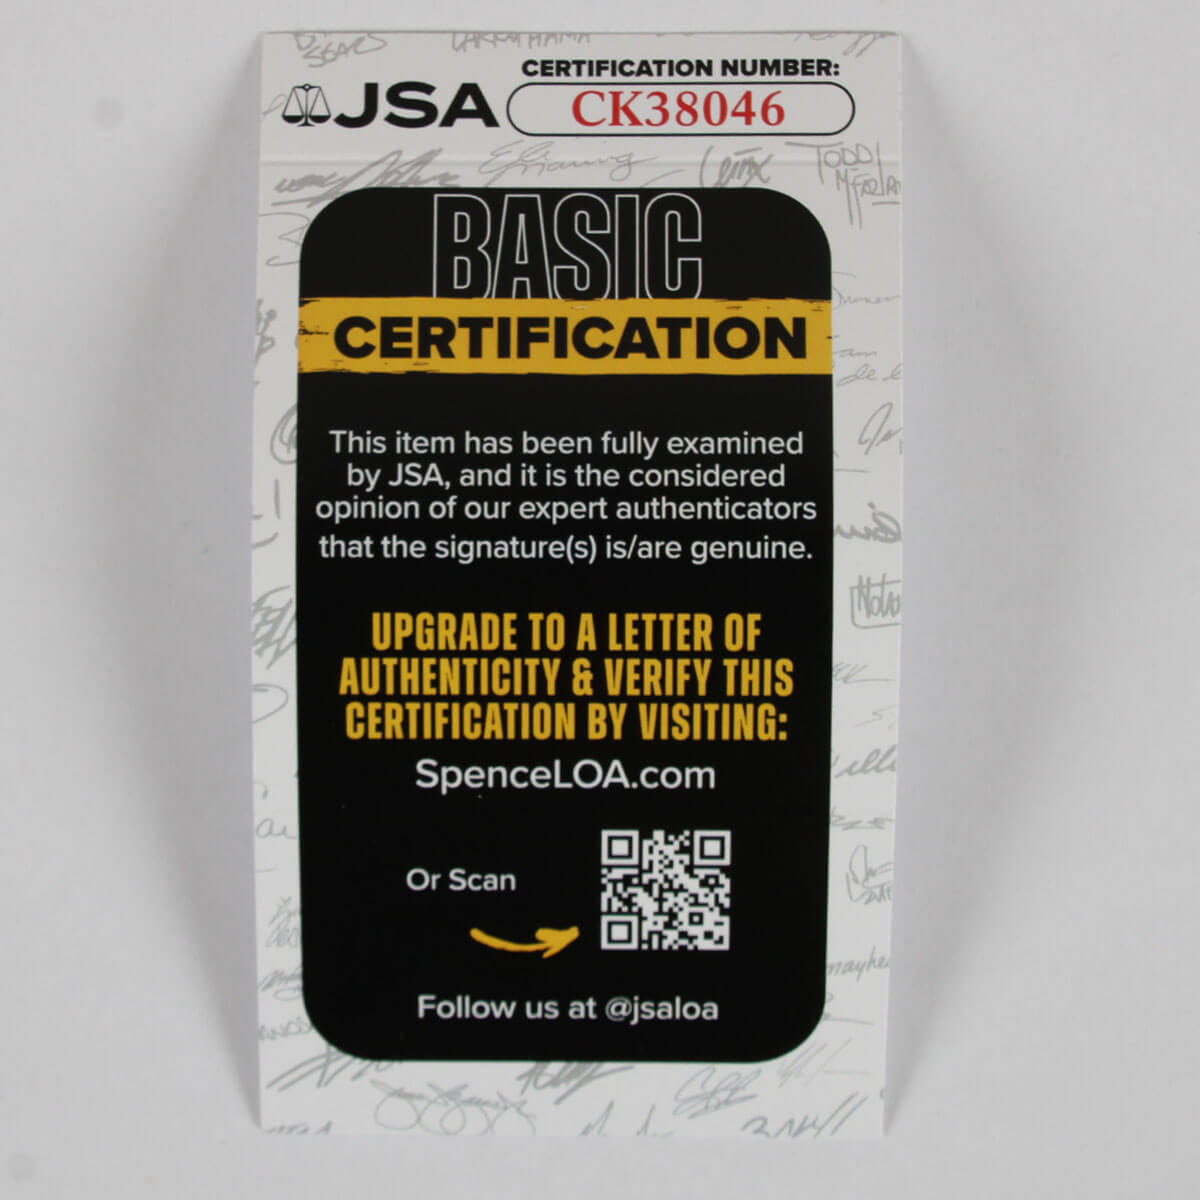 CERTIFICATION NUMBER:
JSA CK38046
BASIC
CERTIFICATION
This item has been fully examined
by JSA, and it is the considered
opinion of our expert authenticators
that the signature(s) is/are genuine.
UPGRADE TO A LETTER OF
AUTHENTICITY & VERIFY THIS
CERTIFICATION BY VISITING:
SpenceLOA.com
Or Scan
Follow us at @jsaloa